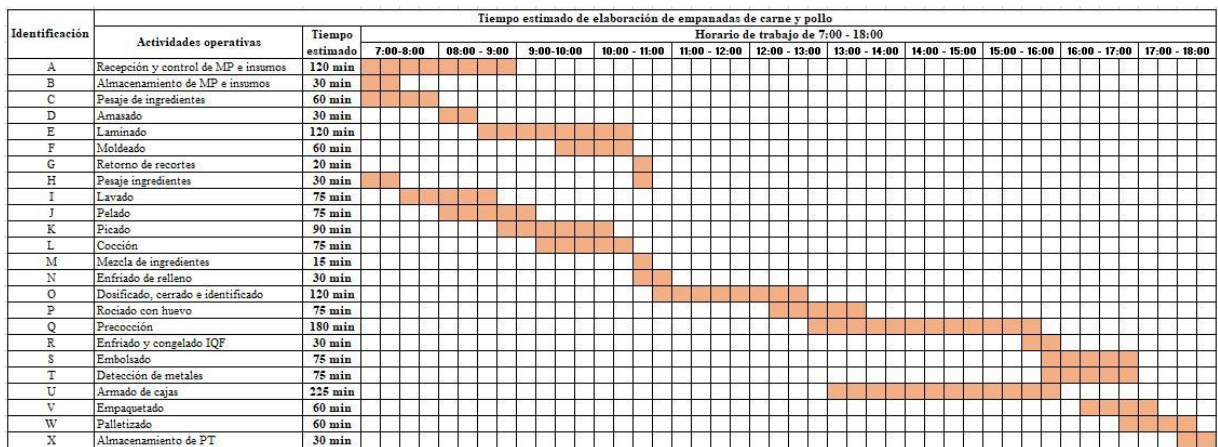 Tiempo estimado de elaboración de empanadas de carne y pollo
Identificación Actividades operativas Tiempo estimado Horario de trabajo de 7:00 - 18:00
7:00-8:00 08:00 - 9:00 9:00-10:00 10:00 - 11:00 11:00 - 12:00 12:00 - 13:00 13:00 - 14:00 14:00 - 15:00 15:00 - 16:00 16:00 - 17:00 17:00 - 18:00
A Recepción y control de MP e insumos 120 min
B Almacenamiento de MP e insumos 30 min
C Pesaje de ingredientes 60 min
D Amasado 30 min
E Laminado 120 min
F Moldeado 60 min
G Retorno de recortes 20 min
H Pesaje ingredientes 30 min
I Lavado 75 min
J Pelado 75 min
K Picado 90 min
L Cocción 75 min
M Mezcla de ingredientes 15 min
N Enfriado de relleno 30 min
O Dosificado, cerrado e identificado 120 min
P Rociado con huevo 75 min
Q Precocción 180 min
R Enfriado y congelado IQF 30 min
S Embolsado 75 min
T Detección de metales 75 min
U Armado de cajas 225 min
V Empaquetado 60 min
W Palletizado 60 min
X Almacenamiento de PT 30 min